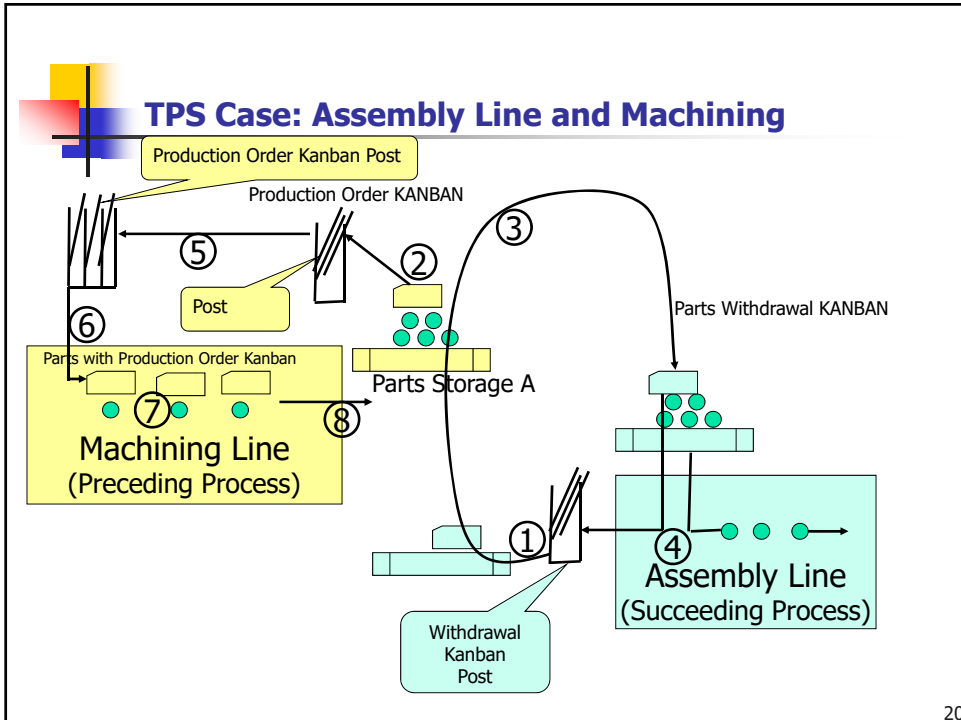 TPS Case: Assembly Line and Machining
Production Order Kanban Post
Production Order KANBAN
③
⑤
②
Post
Parts Withdrawal KANBAN
⑥
Parts with Production Order Kanban
Parts Storage A
⑦
⑧
Machining Line
(Preceding Process)
①
④
Assembly Line
(Succeeding Process)
Withdrawal
Kanban
Post
20